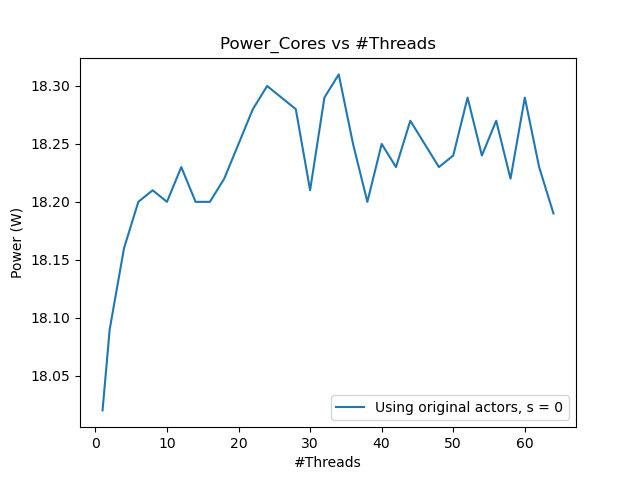 Power_Cores vs #Threads
18.30
18.25
18.20
18.15
18.10
18.05
Power (W)
Using original actors, s = 0
0 10 20 30 40 50 60
#Threads